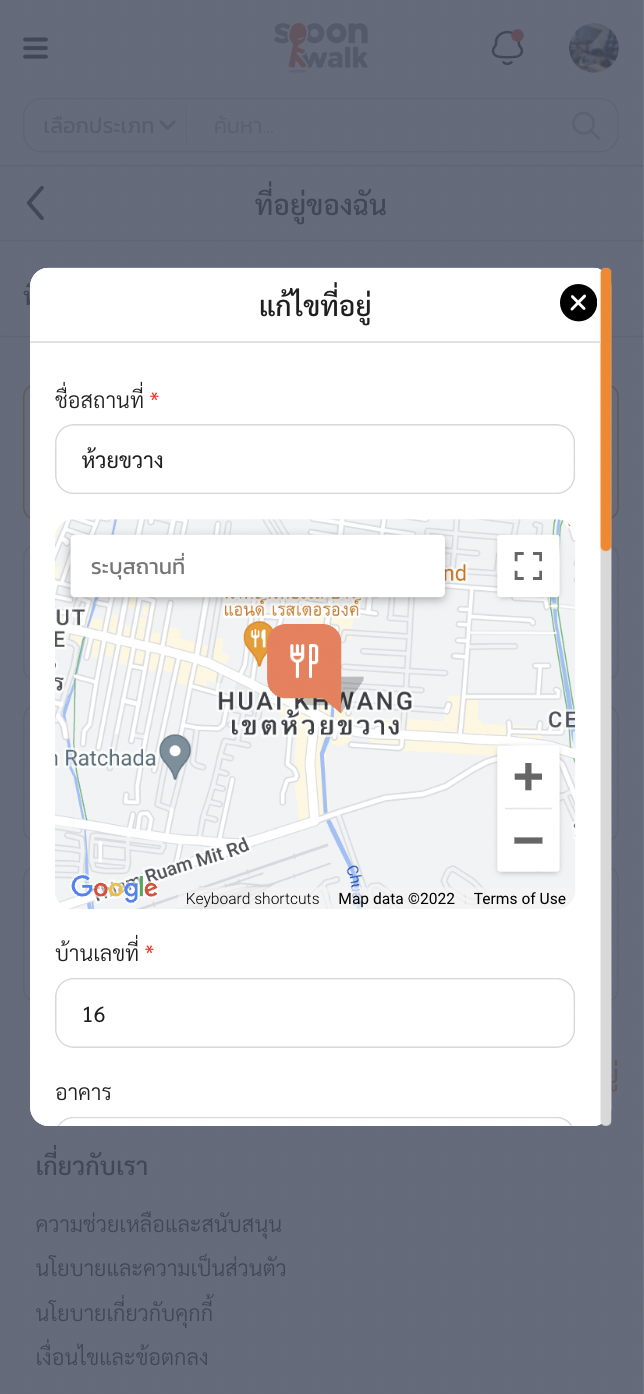 spoon
walk
เลือกประเภท
ค้นหา...
ที่อยู่ของฉัน
แก้ไขที่อยู่
ชื่อสถานที่ *
ห้วยขวาง
ระบุสถานที่
nd
แอนด์ เรสเตอรองค์
UT
E
HUAI KHWANG
เขตห้วยขวาง
CE
Ratchada
Ruam Mit Rd
Chu
Google
Keyboard shortcuts
Map data ©2022
Terms of Use
บ้านเลขที่ *
16
อาคาร
เกี่ยวกับเรา
ความช่วยเหลือและสนับสนุน
นโยบายและความเป็นส่วนตัว
นโยบายเกี่ยวกับคุกกี้
เงื่อนไขและข้อตกลง